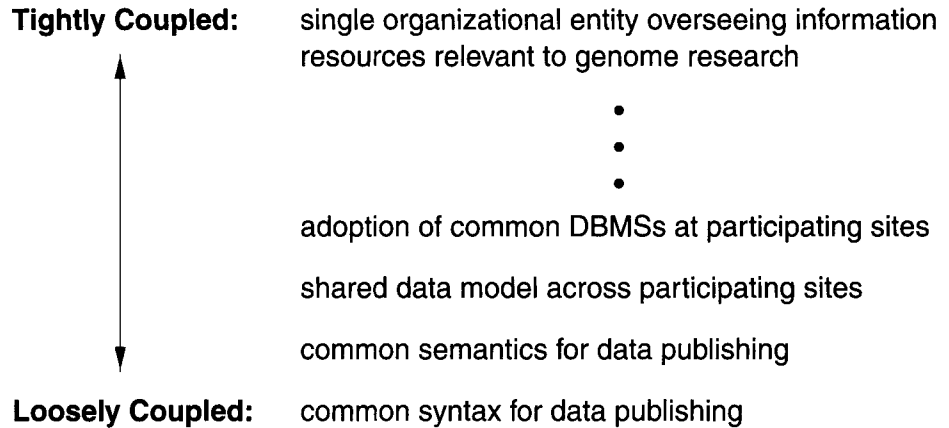 Tightly Coupled: single organizational entity overseeing information
resources relevant to genome research
adoption of common DBMSs at participating sites
shared data model across participating sites
common semantics for data publishing
Loosely Coupled: common syntax for data publishing